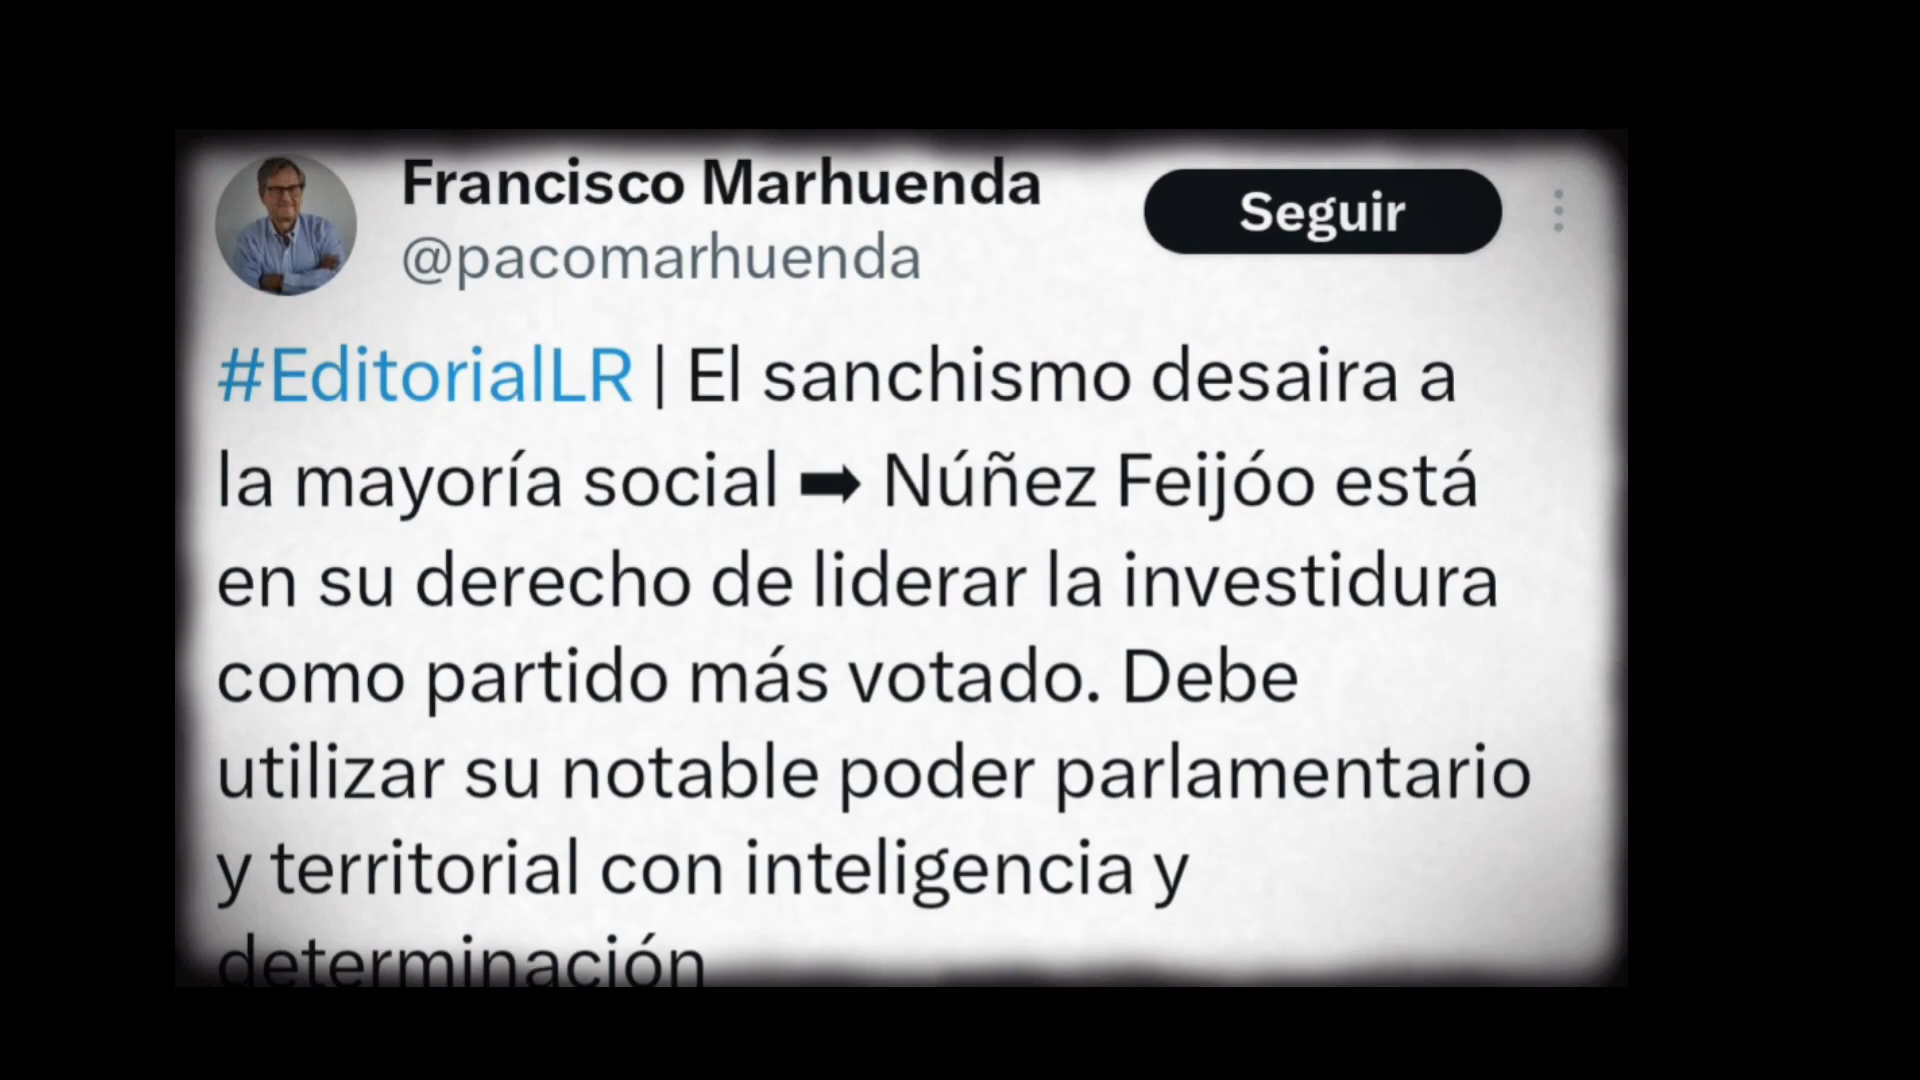 Francisco Marhuenda
@pacomarhuenda
Seguir
#EditorialLR | El sanchismo desaira a
la mayoría social ➡ Núñez Feijóo está
en su derecho de liderar la investidura
como partido más votado. Debe
utilizar su notable poder parlamentario
y territorial con inteligencia y
determinación